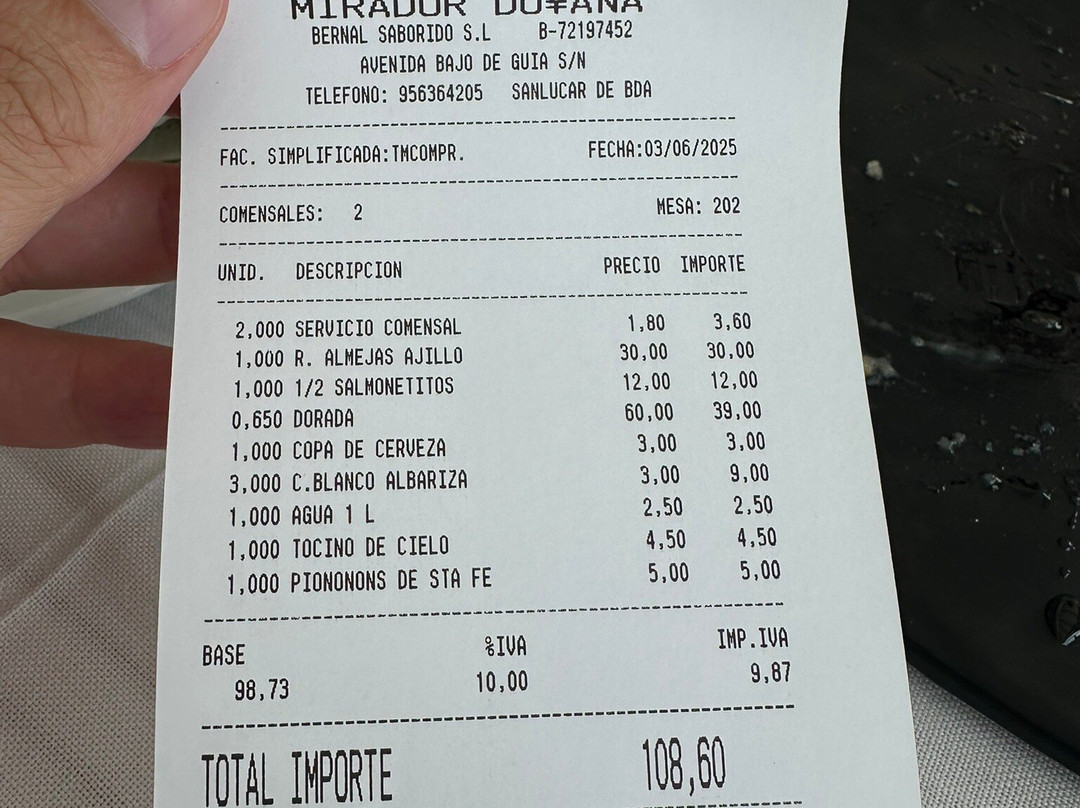 MIRADOR DO¥ANA
BERNAL SABORIDO S.L B-72197452
AVENIDA BAJO DE GUIA S/N
TELEFONO: 956364205 SANLUCAR DE BDA
FAC. SIMPLIFICADA:TMCOMPR. FECHA:03/06/2025
COMENSALES: 2 MESA: 202
UNID. DESCRIPCION PRECIO IMPORTE
2,000 SERVICIO COMENSAL 1,80 3,60
1,000 R. ALMEJAS AJILLO 30,00 30,00
1,000 1/2 SALMONETITOS 12,00 12,00
0,650 DORADA 60,00 39,00
1,000 COPA DE CERVEZA 3,00 3,00
3,000 C.BLANCO ALBARIZA 3,00 9,00
1,000 AGUA 1 L 2,50 2,50
1,000 TOCINO DE CIELO 4,50 4,50
1,000 PIONONONS DE STA FE 5,00 5,00
BASE %IVA IMP.IVA
98,73 10,00 9,87
TOTAL IMPORTE 108,60